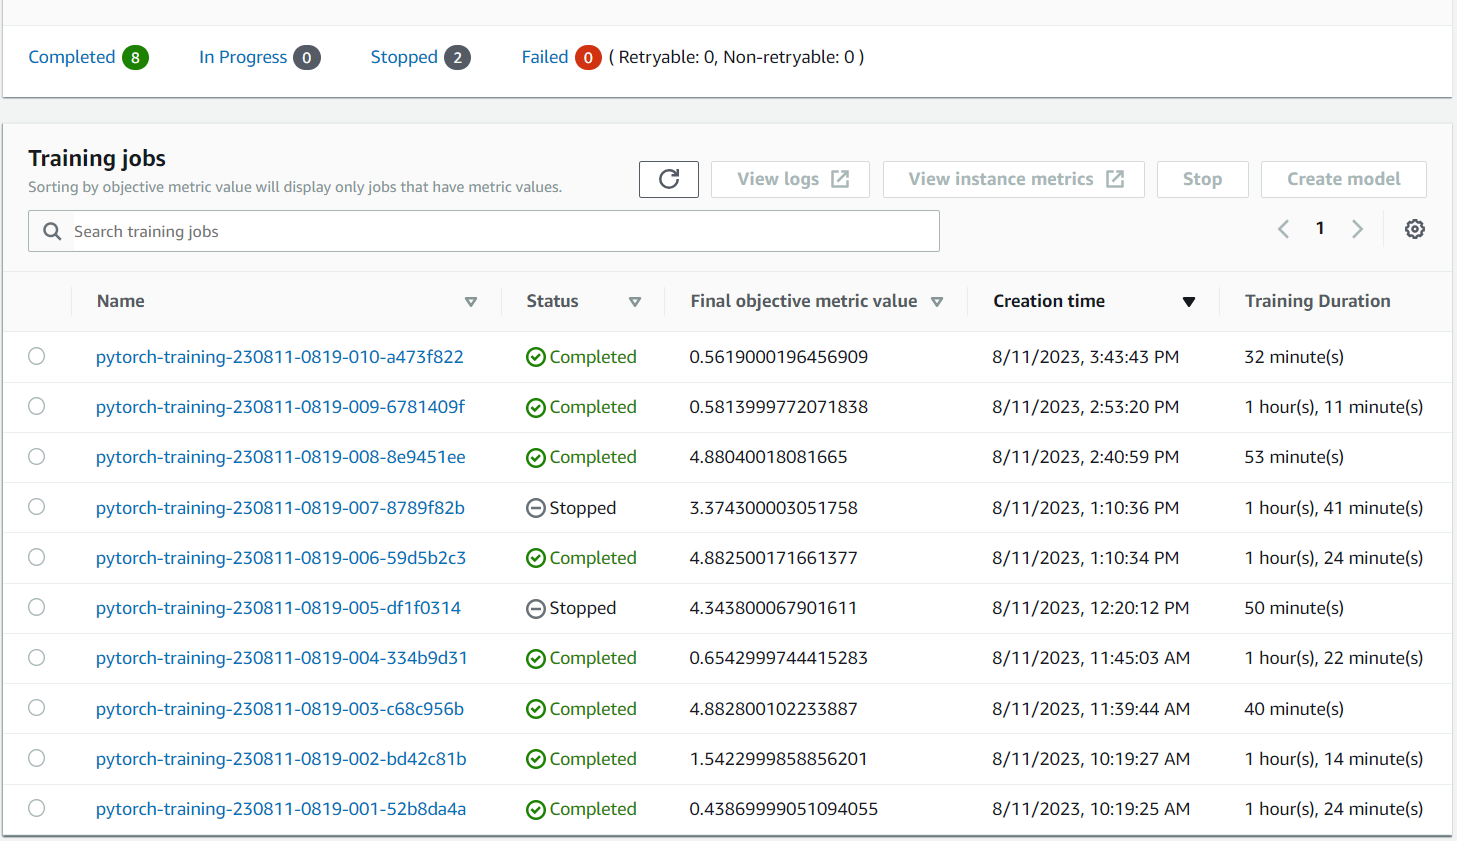 Completed 8 In Progress 0 Stopped 2 Failed 0 ( Retryable: 0, Non-retryable: 0 )
Training jobs
Sorting by objective metric value will display only jobs that have metric values.
View logs View instance metrics Stop Create model
Search training jobs 1
Name Status Final objective metric value Creation time Training Duration
pytorch-training-230811-0819-010-a473f822 Completed 0.5619000196456909 8/11/2023, 3:43:43 PM 32 minute(s)
pytorch-training-230811-0819-009-6781409f Completed 0.5813999772071838 8/11/2023, 2:53:20 PM 1 hour(s), 11 minute(s)
pytorch-training-230811-0819-008-8e9451ee Completed 4.88040018081665 8/11/2023, 2:40:59 PM 53 minute(s)
pytorch-training-230811-0819-007-8789f82b Stopped 3.374300003051758 8/11/2023, 1:10:36 PM 1 hour(s), 41 minute(s)
pytorch-training-230811-0819-006-59d5b2c3 Completed 4.882500171661377 8/11/2023, 1:10:34 PM 1 hour(s), 24 minute(s)
pytorch-training-230811-0819-005-df1f0314 Stopped 4.343800067901611 8/11/2023, 12:20:12 PM 50 minute(s)
pytorch-training-230811-0819-004-334b9d31 Completed 0.6542999744415283 8/11/2023, 11:45:03 AM 1 hour(s), 22 minute(s)
pytorch-training-230811-0819-003-c68c956b Completed 4.882800102233887 8/11/2023, 11:39:44 AM 40 minute(s)
pytorch-training-230811-0819-002-bd42c81b Completed 1.5422999858856201 8/11/2023, 10:19:27 AM 1 hour(s), 14 minute(s)
pytorch-training-230811-0819-001-52b8da4a Completed 0.43869999051094055 8/11/2023, 10:19:25 AM 1 hour(s), 24 minute(s)